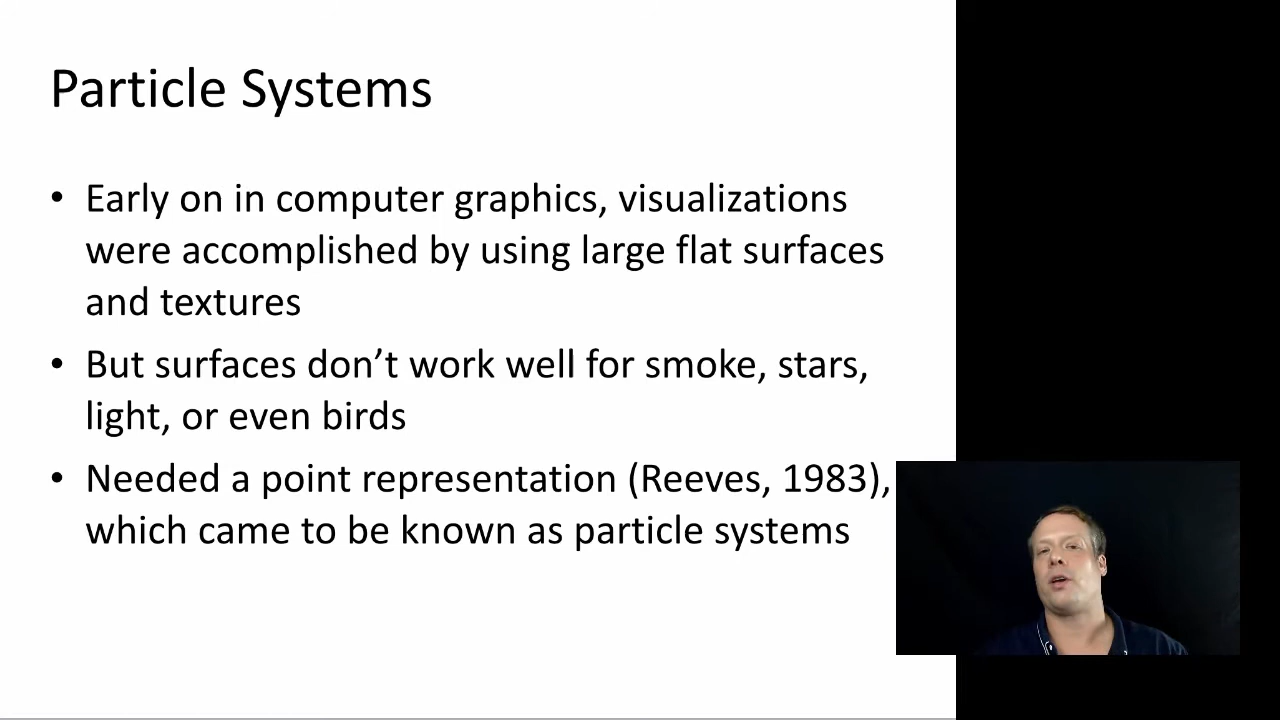 Particle Systems
• Early on in computer graphics, visualizations
were accomplished by using large flat surfaces
and textures
• But surfaces don’t work well for smoke, stars,
light, or even birds
• Needed a point representation (Reeves, 1983),
which came to be known as particle systems